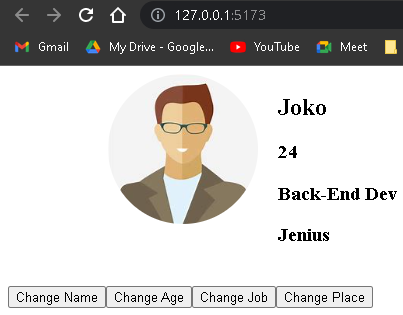 127.0.0.1:5173
Gmail My Drive - Google... YouTube Meet
Joko
24
Back-End Dev
Jenius
Change Name Change Age Change Job Change Place